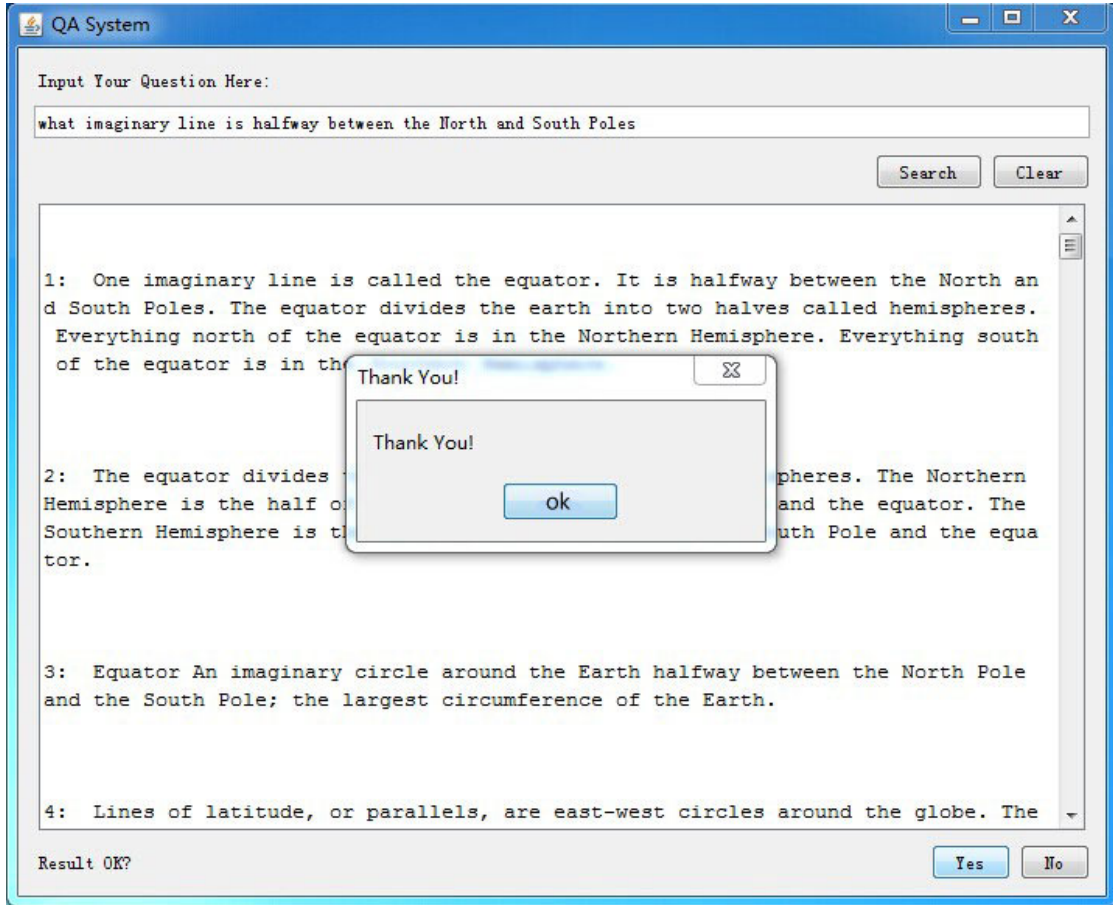 QA System
Input Your Question Here:
what imaginary line is halfway between the North and South Poles
Search Clear
1: One imaginary line is called the equator. It is halfway between the North an
d South Poles. The equator divides the earth into two halves called hemispheres.
Everything north of the equator is in the Northern Hemisphere. Everything south
of the equator is in the
Thank You!
Thank You!
ok
2: The equator divides pheres. The Northern
Hemisphere is the half o and the equator. The
Southern Hemisphere is t uth Pole and the equa
tor.
3: Equator An imaginary circle around the Earth halfway between the North Pole
and the South Pole; the largest circumference of the Earth.
4: Lines of latitude, or parallels, are east-west circles around the globe. The
Result OK?
Yes No